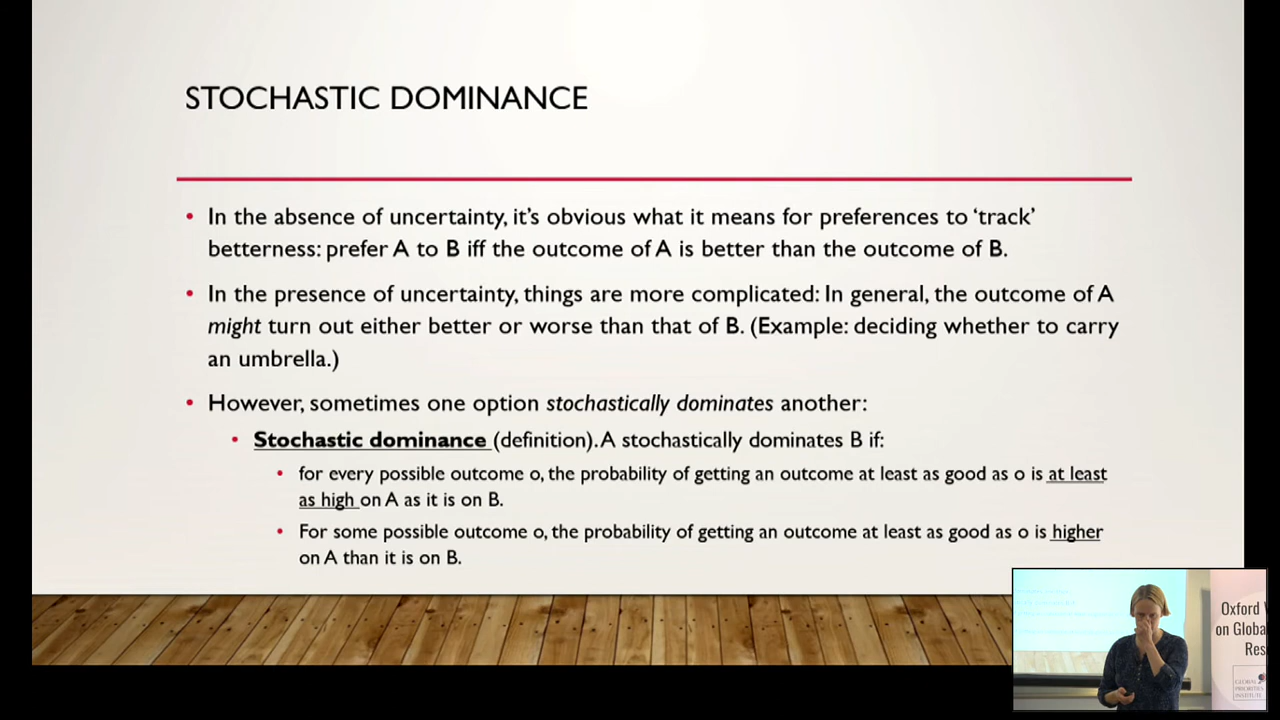 STOCHASTIC DOMINANCE
• In the absence of uncertainty, it's obvious what it means for preferences to 'track'
betterness: prefer A to B iff the outcome of A is better than the outcome of B.
• In the presence of uncertainty, things are more complicated: In general, the outcome of A
might turn out either better or worse than that of B. (Example: deciding whether to carry
an umbrella.)
• However, sometimes one option stochastically dominates another:
• Stochastic dominance (definition). A stochastically dominates B if:
• for every possible outcome o, the probability of getting an outcome at least as good as o is at least
as high on A as it is on B.
• For some possible outcome o, the probability of getting an outcome at least as good as o is higher
on A than it is on B.
Oxford
on Globa
Res
GLOBAL
PRIORITIES
INSTITUTE